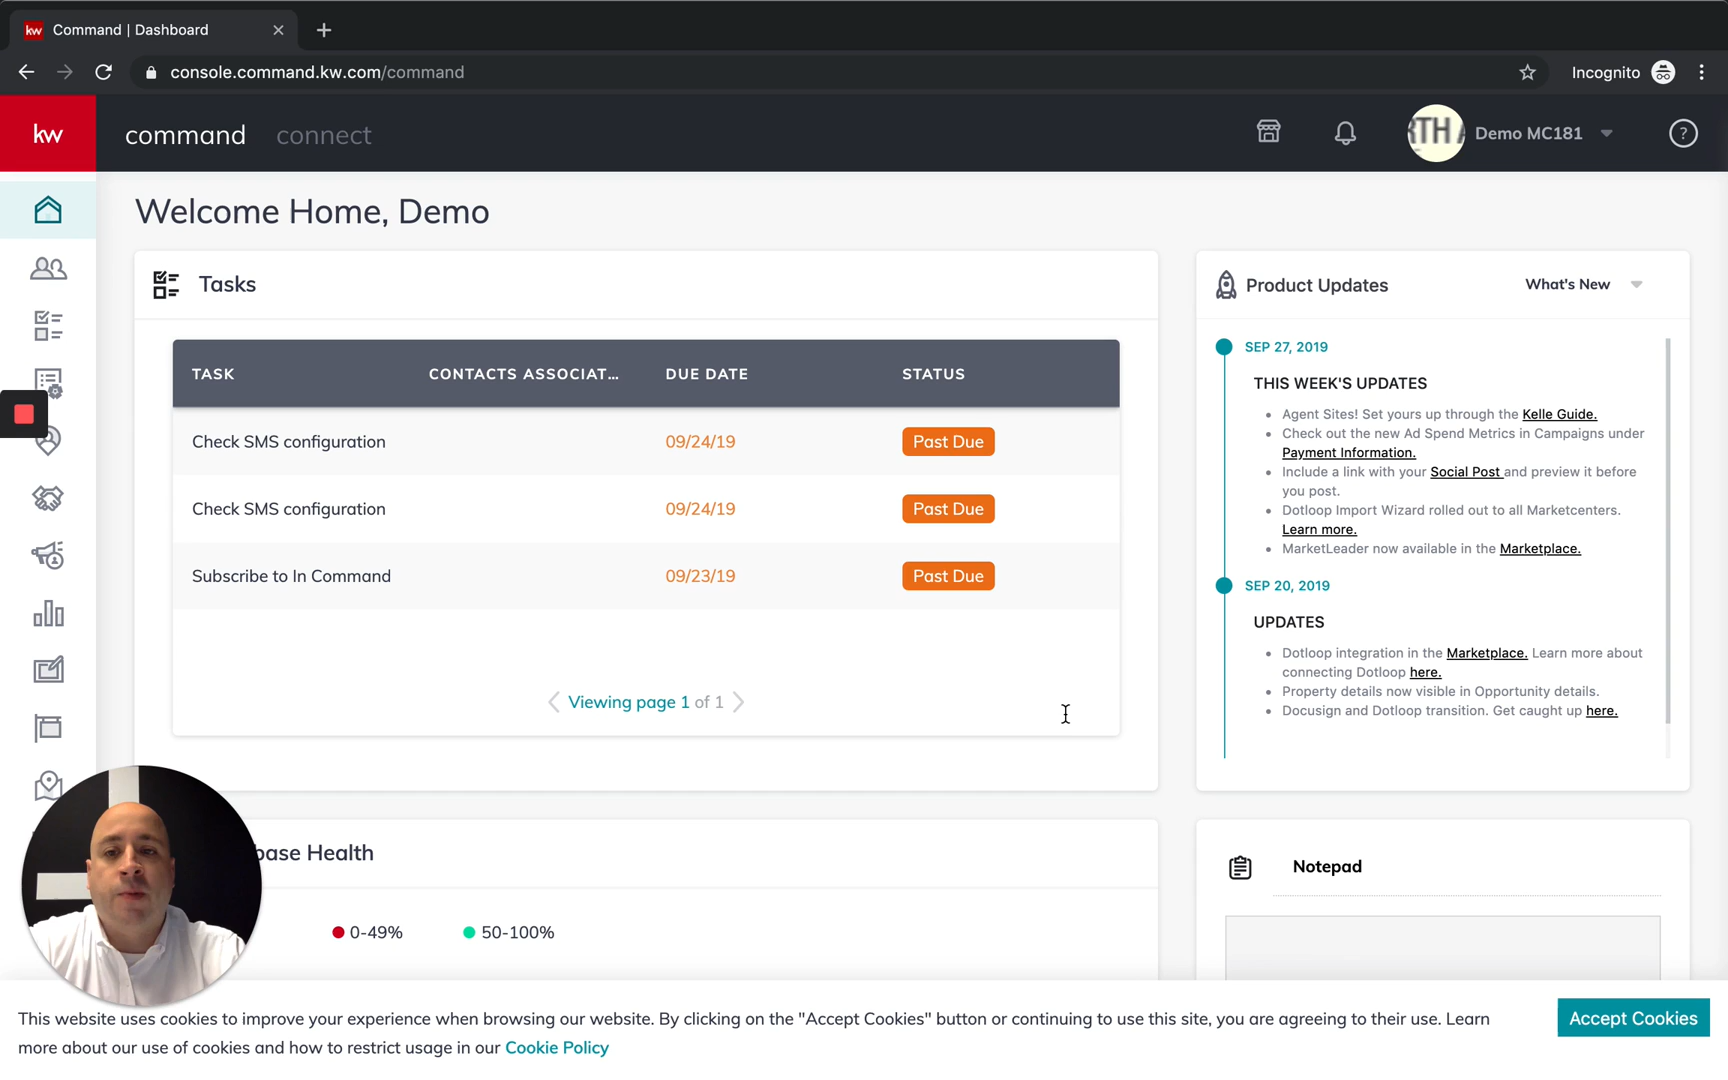 kw Command | Dashboard
console.command.kw.com/command
Incognito
kw command connect
Demo MC181
?
Welcome Home, Demo
Tasks
TASK CONTACTS ASSOCIAT... DUE DATE STATUS
Check SMS configuration 09/24/19 Past Due
Check SMS configuration 09/24/19 Past Due
Subscribe to In Command 09/23/19 Past Due
Viewing page 1 of 1
Product Updates What's New
SEP 27, 2019
THIS WEEK'S UPDATES
Agent Sites! Set yours up through the Kelle Guide.
Check out the new Ad Spend Metrics in Campaigns under
Payment Information.
Include a link with your Social Post and preview it before
you post.
Dotloop Import Wizard rolled out to all Marketcenters.
Learn more.
MarketLeader now available in the Marketplace.
SEP 20, 2019
UPDATES
Dotloop integration in the Marketplace. Learn more about
connecting Dotloop here.
Property details now visible in Opportunity details.
Docusign and Dotloop transition. Get caught up here.
Health
0-49% 50-100%
Notepad
This website uses cookies to improve your experience when browsing our website. By clicking on the "Accept Cookies" button or continuing to use this site, you are agreeing to their use. Learn
more about our use of cookies and how to restrict usage in our Cookie Policy
Accept Cookies